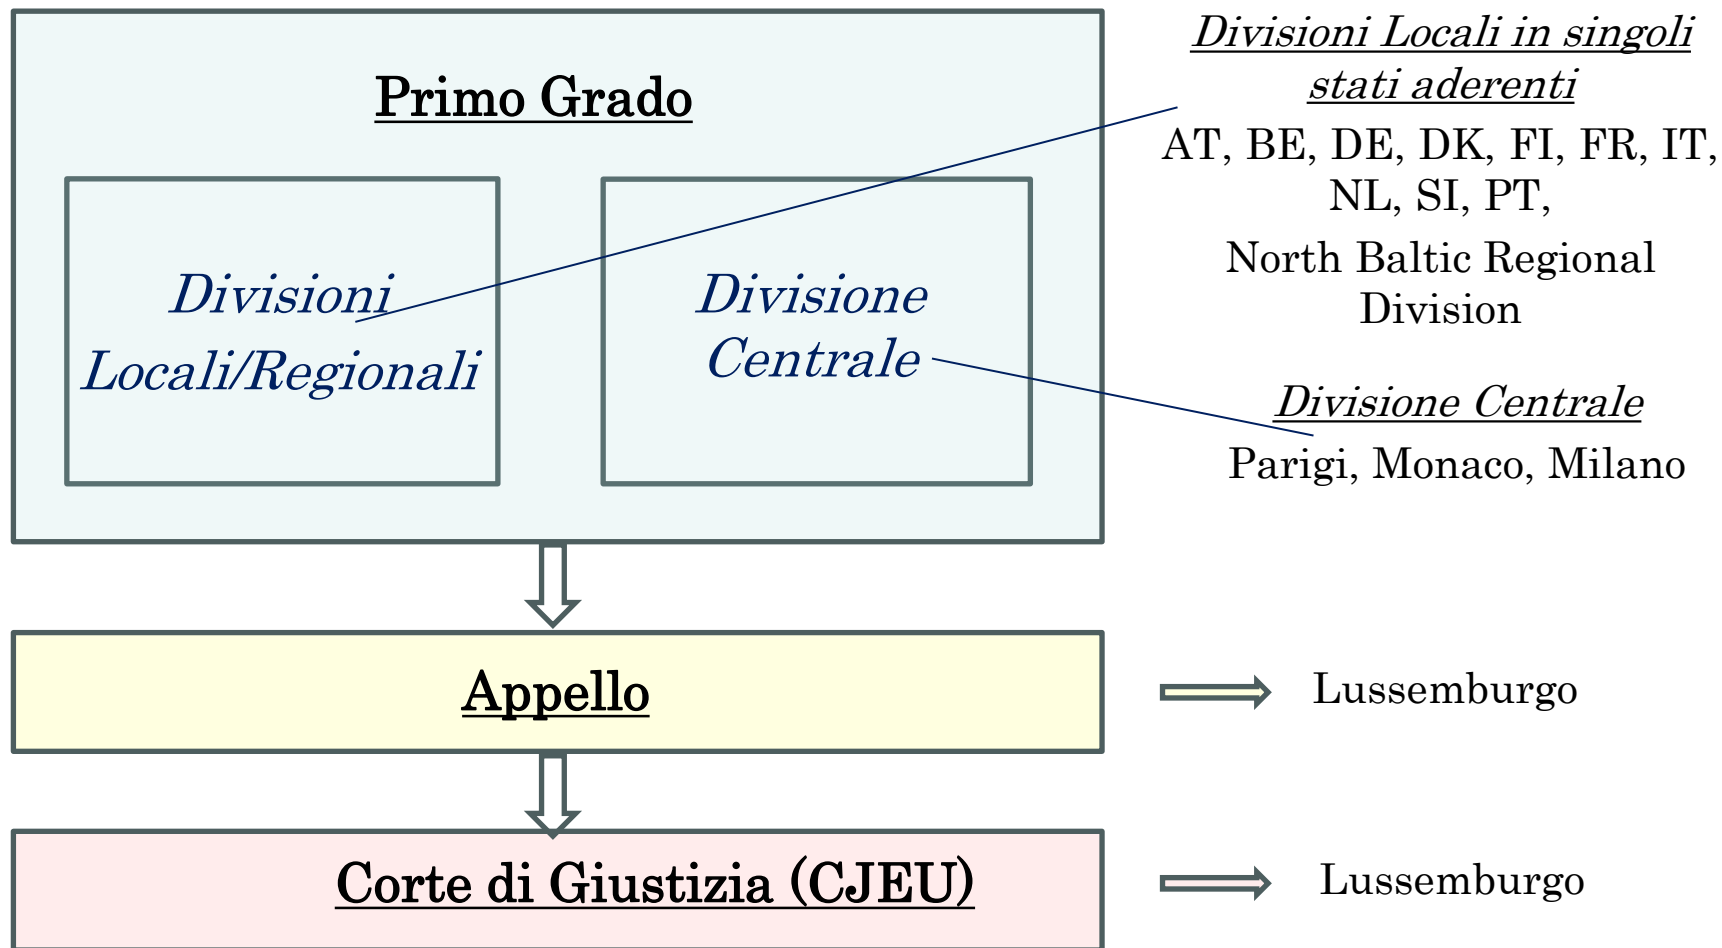 Primo Grado
Divisioni
Locali/Regionali
Divisione
Centrale
Divisioni Locali in singoli
stati aderenti
AT, BE, DE, DK, FI, FR, IT,
NL, SI, PT,
North Baltic Regional
Division
Divisione Centrale
Parigi, Monaco, Milano
Appello
Lussemburgo
Corte di Giustizia (CJEU)
Lussemburgo